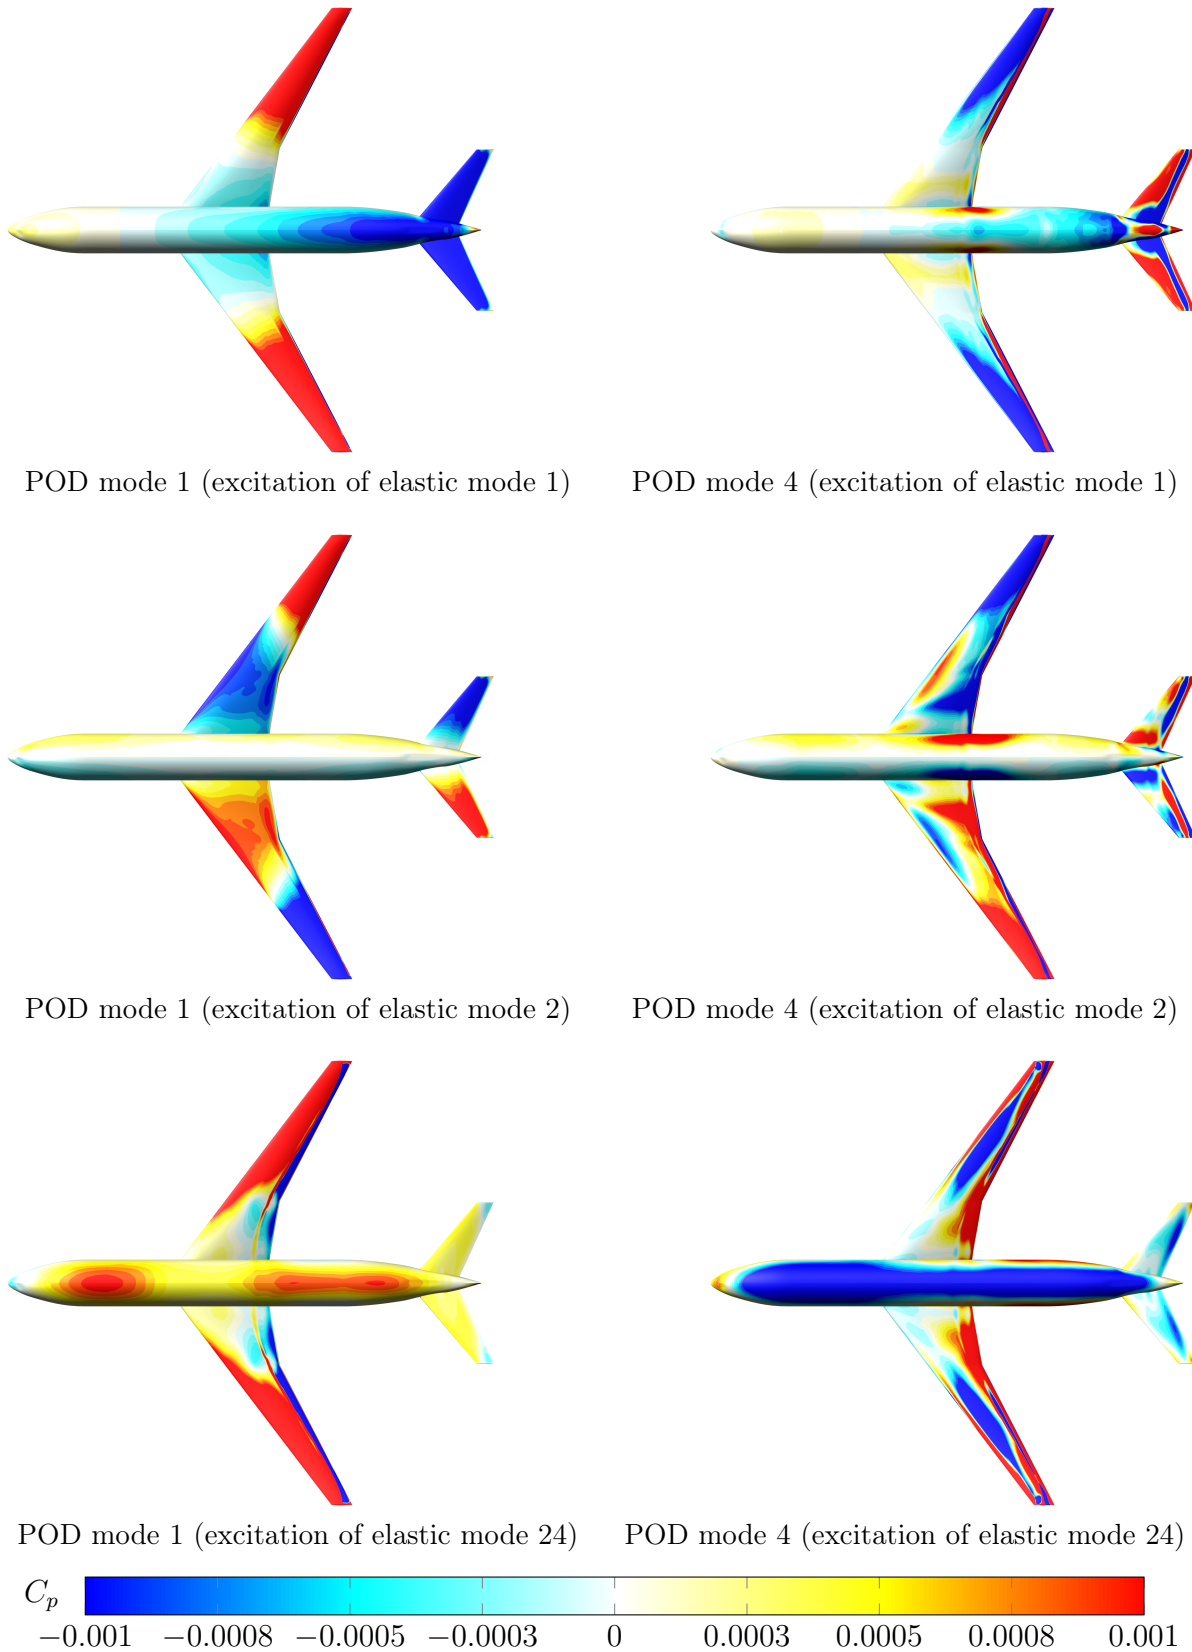 POD mode 1 (excitation of elastic mode 1) POD mode 4 (excitation of elastic mode 1)
POD mode 1 (excitation of elastic mode 2) POD mode 4 (excitation of elastic mode 2)
POD mode 1 (excitation of elastic mode 24) POD mode 4 (excitation of elastic mode 24)
Cp
−0.001 −0.0008 −0.0005 −0.0003 0 0.0003 0.0005 0.0008 0.001